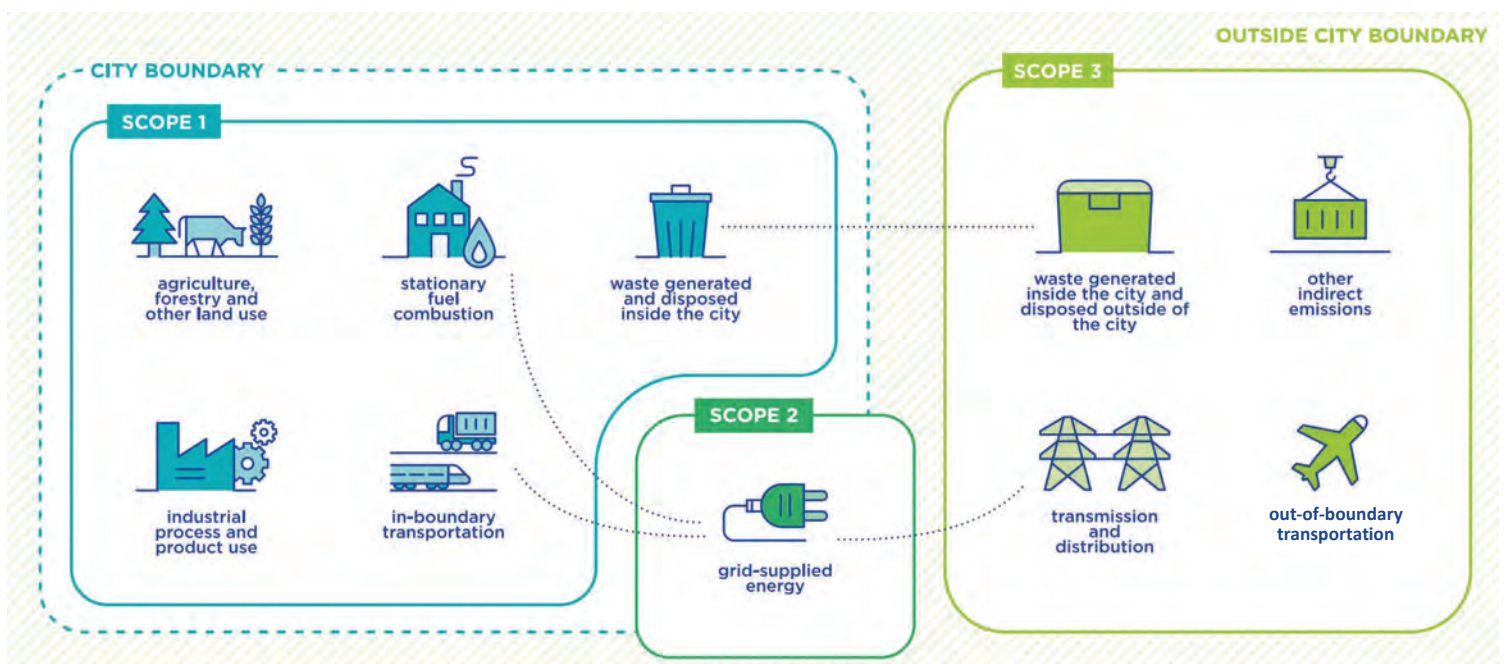 OUTSIDE CITY BOUNDARY
CITY BOUNDARY
SCOPE 1
agriculture,
forestry and
other land use
stationary
fuel
combustion
waste generated
and disposed
inside the city
industrial
process and
product use
in-boundary
transportation
SCOPE 2
grid-supplied
energy
SCOPE 3
waste generated
inside the city and
disposed outside of
the city
other
indirect
emissions
transmission
and
distribution
out-of-boundary
transportation